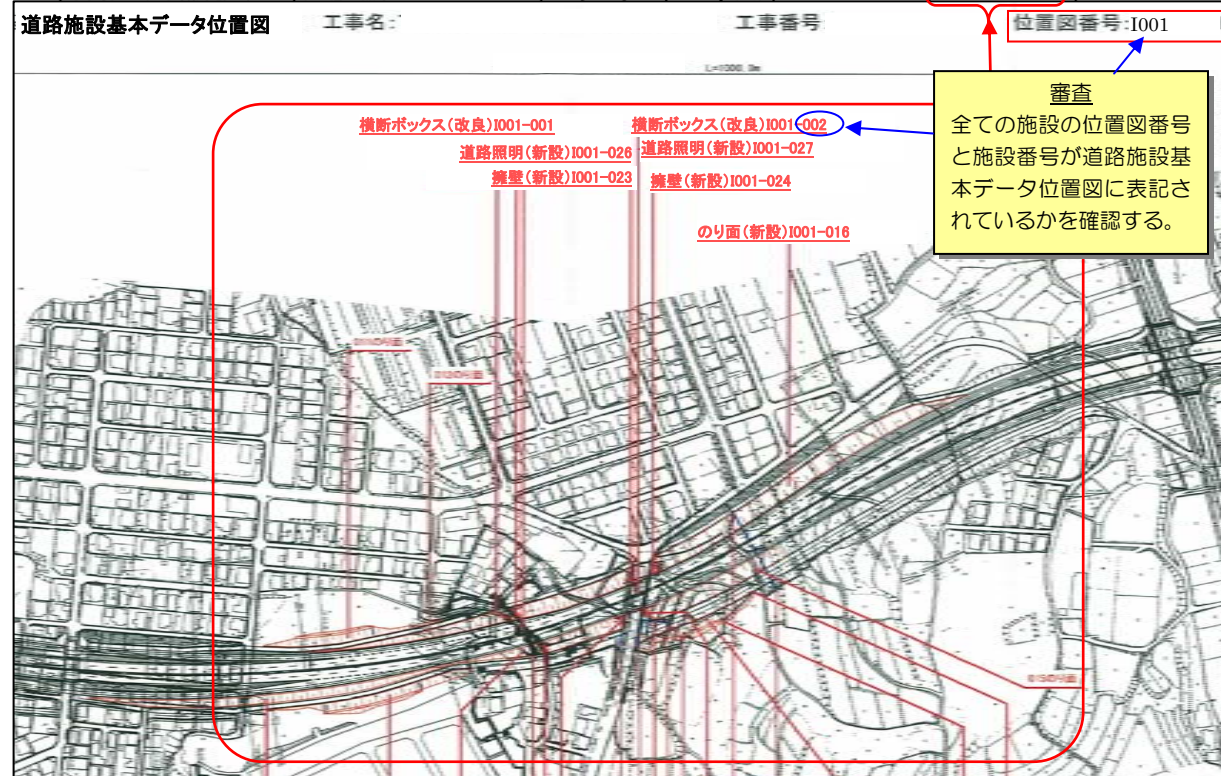 道路施設基本データ位置図 工事名: 工事番号 位置図番号:I001
L=1000.0m
審査
全ての施設の位置図番号
と施設番号が道路施設基
本データ位置図に表記さ
れているかを確認する。
横断ボックス(改良)I001-001 横断ボックス(改良)I001-002
道路照明(新設)I001-026 道路照明(新設)I001-027
擁壁(新設)I001-023 擁壁(新設)I001-024
のり面(新設)I001-016